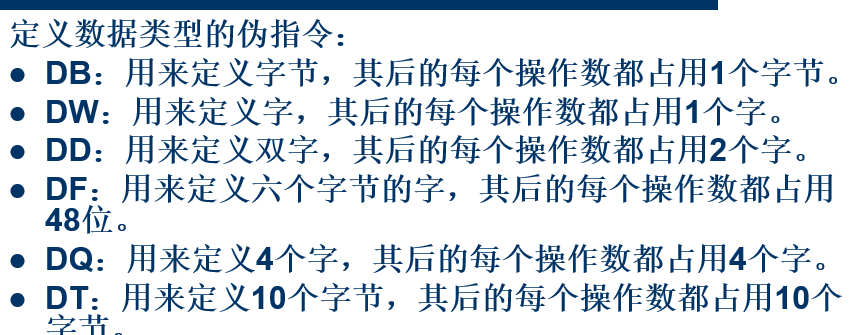 定义数据类型的伪指令：
● DB：用来定义字节，其后的每个操作数都占用1个字节。
● DW：用来定义字，其后的每个操作数都占用1个字。
● DD：用来定义双字，其后的每个操作数都占用2个字。
● DF：用来定义六个字节的字，其后的每个操作数都占用
48位。
● DQ：用来定义4个字，其后的每个操作数都占用4个字。
● DT：用来定义10个字节，其后的每个操作数都占用10个
字节。